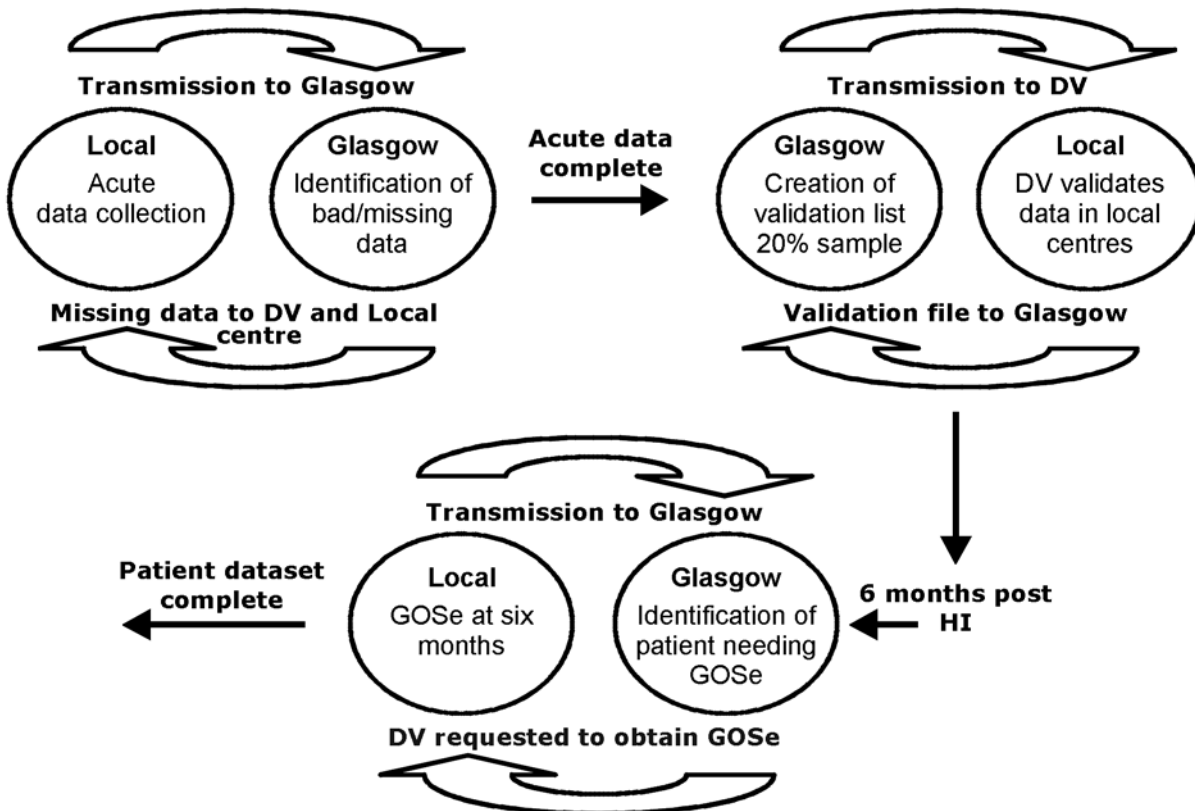 Transmission to Glasgow
Local
Acute
data collection
Glasgow
Identification of
bad/missing
data
Missing data to DV and Local
centre
Acute data
complete
Transmission to DV
Glasgow
Creation of
validation list
20% sample
Local
DV validates
data in local
centres
Validation file to Glasgow
6 months post
HI
Transmission to Glasgow
Local
GOSe at six
months
Glasgow
Identification of
patient needing
GOSe
DV requested to obtain GOSe
Patient dataset
complete